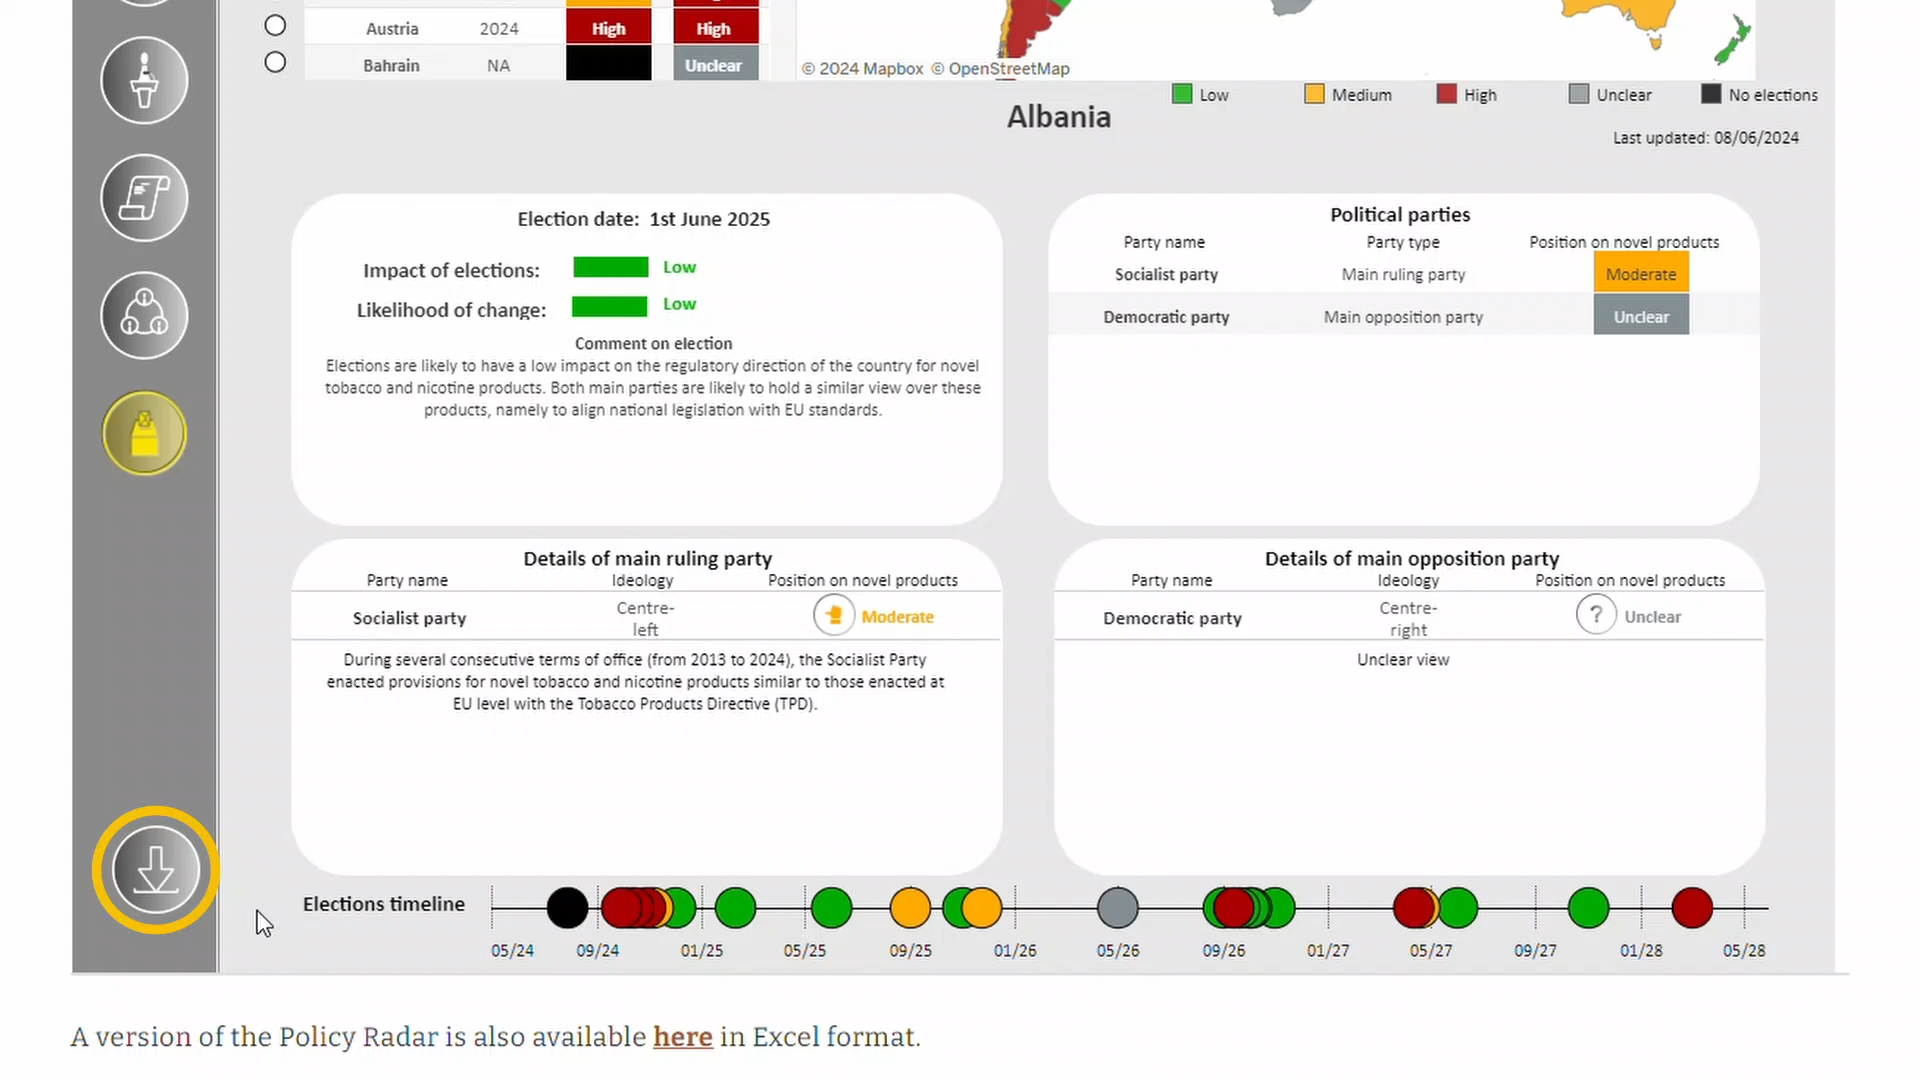 Austria 2024 High High
Bahrain NA Unclear
© 2024 Mapbox © OpenStreetMap
Low Medium High Unclear No elections
Albania
Last updated: 08/06/2024
Election date: 1st June 2025
Impact of elections: Low
Likelihood of change: Low
Comment on election
Elections are likely to have a low impact on the regulatory direction of the country for novel
tobacco and nicotine products. Both main parties are likely to hold a similar view over these
products, namely to align national legislation with EU standards.
Political parties
Party name Party type Position on novel products
Socialist party Main ruling party Moderate
Democratic party Main opposition party Unclear
Details of main ruling party
Party name Ideology Position on novel products
Socialist party Centre-
left Moderate
During several consecutive terms of office (from 2013 to 2024), the Socialist Party
enacted provisions for novel tobacco and nicotine products similar to those enacted at
EU level with the Tobacco Products Directive (TPD).
Details of main opposition party
Party name Ideology Position on novel products
Democratic party Centre-
right ? Unclear
Unclear view
Elections timeline
05/24 09/24 01/25 05/25 09/25 01/26 05/26 09/26 01/27 05/27 09/27 01/28 05/28
A version of the Policy Radar is also available here in Excel format.